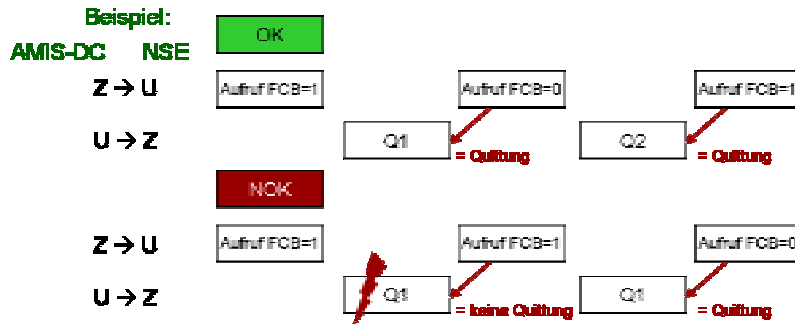 Beispiel:
OK
AMIS-DC NSE
Z → U
Aufruf FCB=1
Aufruf FCB=0
Aufruf FCB=1
U → Z
Q1
= Quittung
Q2
= Quittung
NOK
Z → U
Aufruf FCB=1
Aufruf FCB=1
Aufruf FCB=0
U → Z
Q1
= keine Quittung
Q1
= Quittung